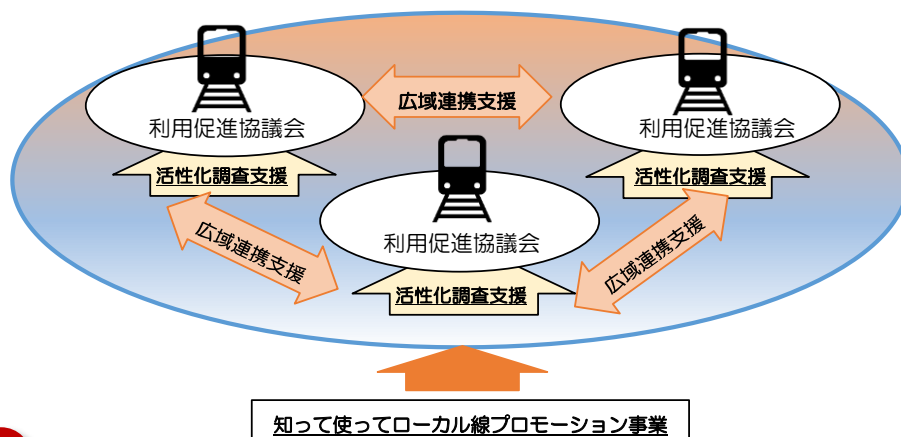 広域連携支援
利用促進協議会
利用促進協議会
活性化調査支援
活性化調査支援
利用促進協議会
広域連携支援
広域連携支援
活性化調査支援
知って使ってローカル線プロモーション事業